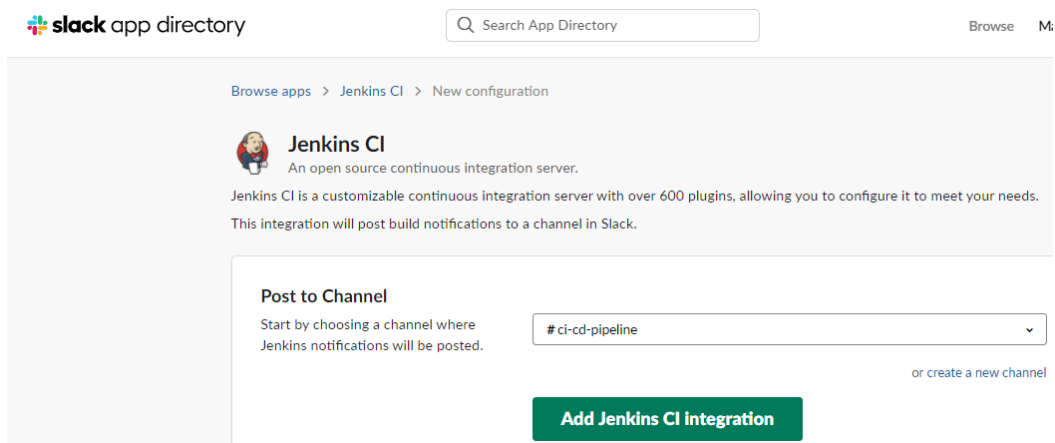 slack app directory
Search App Directory
Browse
Browse apps > Jenkins CI > New configuration
Jenkins CI
An open source continuous integration server.
Jenkins CI is a customizable continuous integration server with over 600 plugins, allowing you to configure it to meet your needs.
This integration will post build notifications to a channel in Slack.
Post to Channel
Start by choosing a channel where
Jenkins notifications will be posted.
# ci-cd-pipeline
or create a new channel
Add Jenkins CI integration